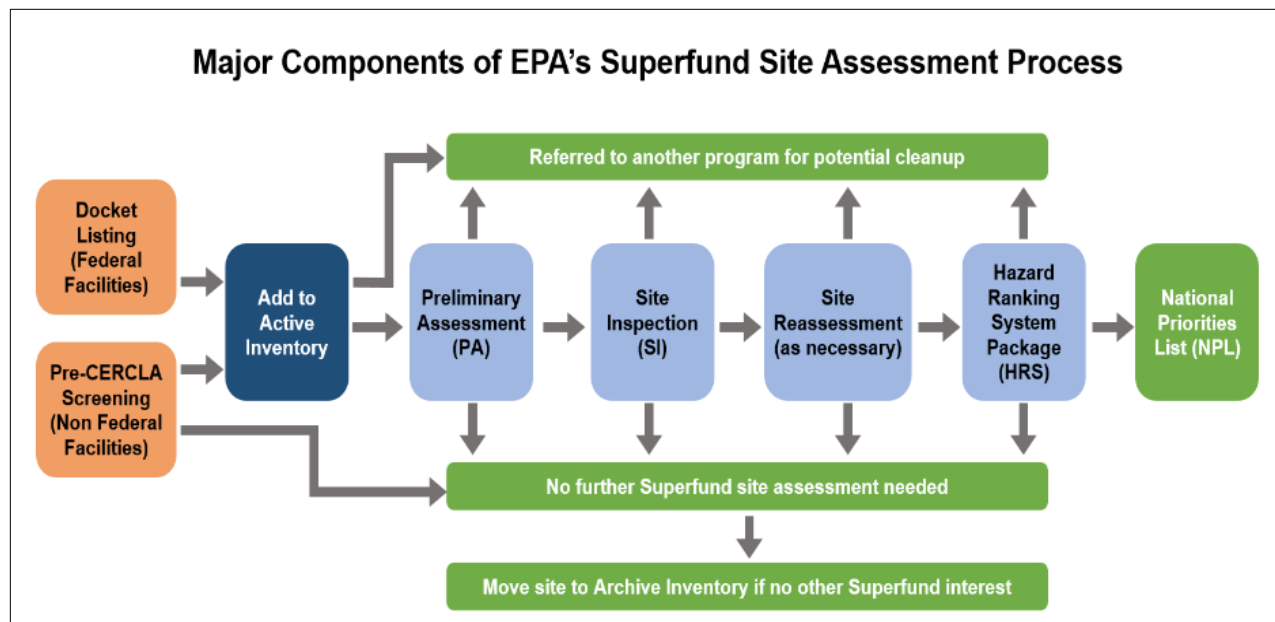 Major Components of EPA's Superfund Site Assessment Process
Referred to another program for potential cleanup
Docket
Listing
(Federal
Facilities)
Pre-CERCLA
Screening
(Non Federal
Facilities)
Add to
Active
Inventory
Preliminary
Assessment
(PA)
Site
Inspection
(SI)
Site
Reassessment
(as necessary)
Hazard
Ranking
System
Package
(HRS)
National
Priorities
List (NPL)
No further Superfund site assessment needed
Move site to Archive Inventory if no other Superfund interest